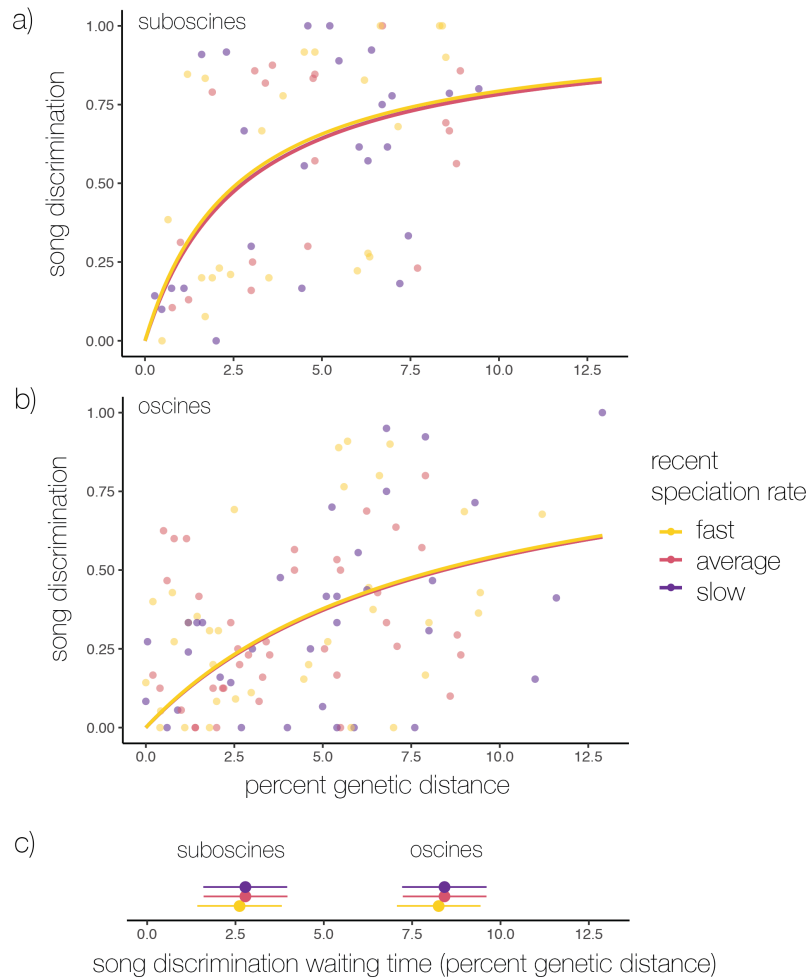 a)
suboscines
1.00
0.75
0.50
0.25
0.00
song discrimination
0.0 2.5 5.0 7.5 10.0 12.5
b)
oscines
1.00
0.75
0.50
0.25
0.00
song discrimination
0.0 2.5 5.0 7.5 10.0 12.5
percent genetic distance
recent
speciation rate
fast
average
slow
c)
suboscines oscines
0.0 2.5 5.0 7.5 10.0 12.5
song discrimination waiting time (percent genetic distance)